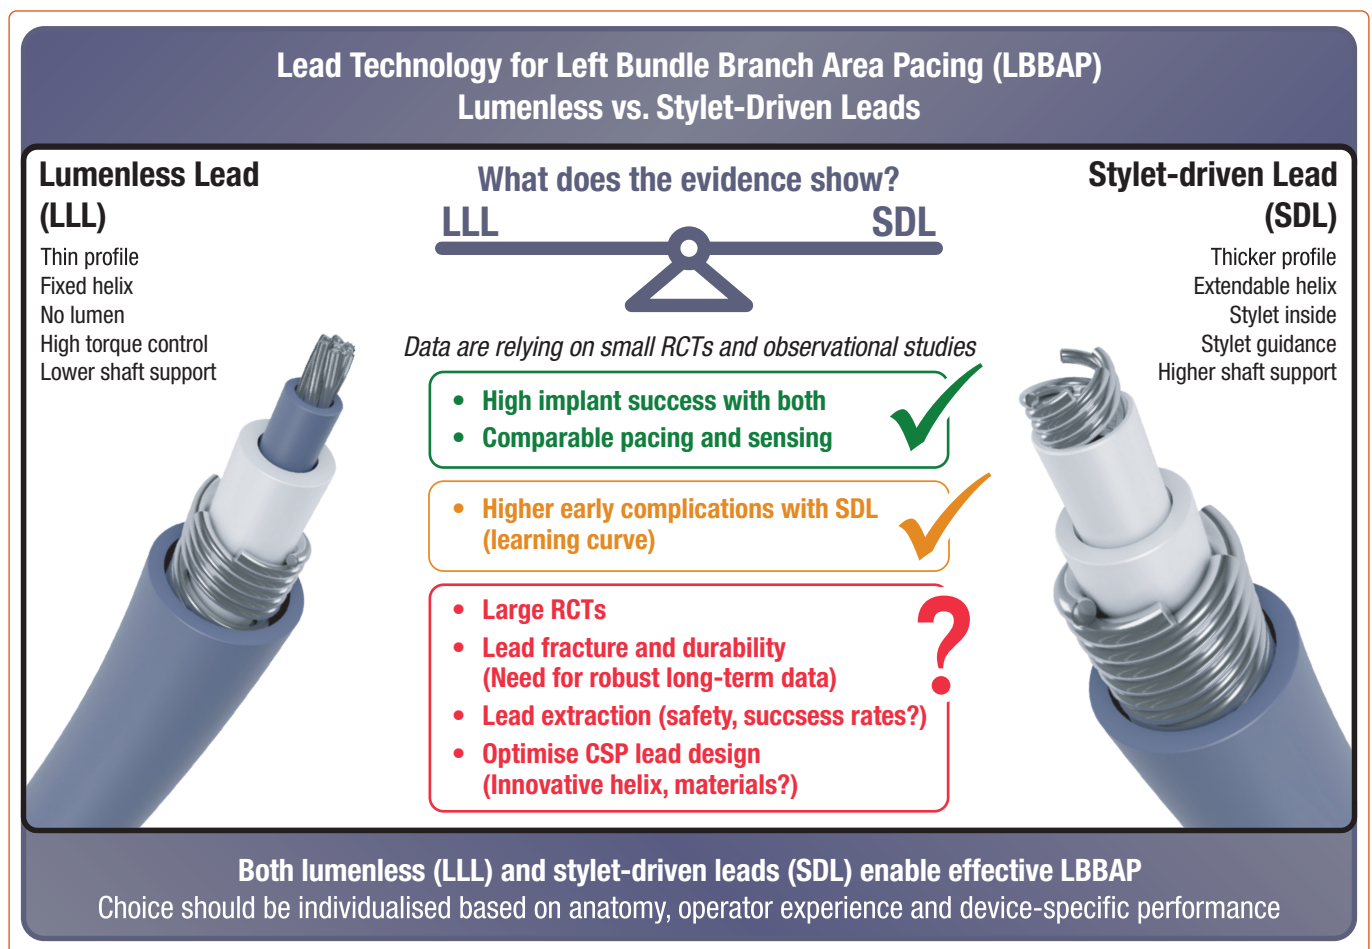 Lead Technology for Left Bundle Branch Area Pacing (LBBAP)
Lumenless vs. Stylet-Driven Leads
Lumenless Lead
(LLL)
Thin profile
Fixed helix
No lumen
High torque control
Lower shaft support
What does the evidence show?
LLL
SDL
Data are relying on small RCTs and observational studies
• High implant success with both
• Comparable pacing and sensing
• Higher early complications with SDL
(learning curve)
• Large RCTs
• Lead fracture and durability
(Need for robust long-term data)
• Lead extraction (safety, succsess rates?)
• Optimise CSP lead design
(Innovative helix, materials?)
?
Stylet-driven Lead
(SDL)
Thicker profile
Extendable helix
Stylet inside
Stylet guidance
Higher shaft support
Both lumenless (LLL) and stylet-driven leads (SDL) enable effective LBBAP
Choice should be individualised based on anatomy, operator experience and device-specific performance